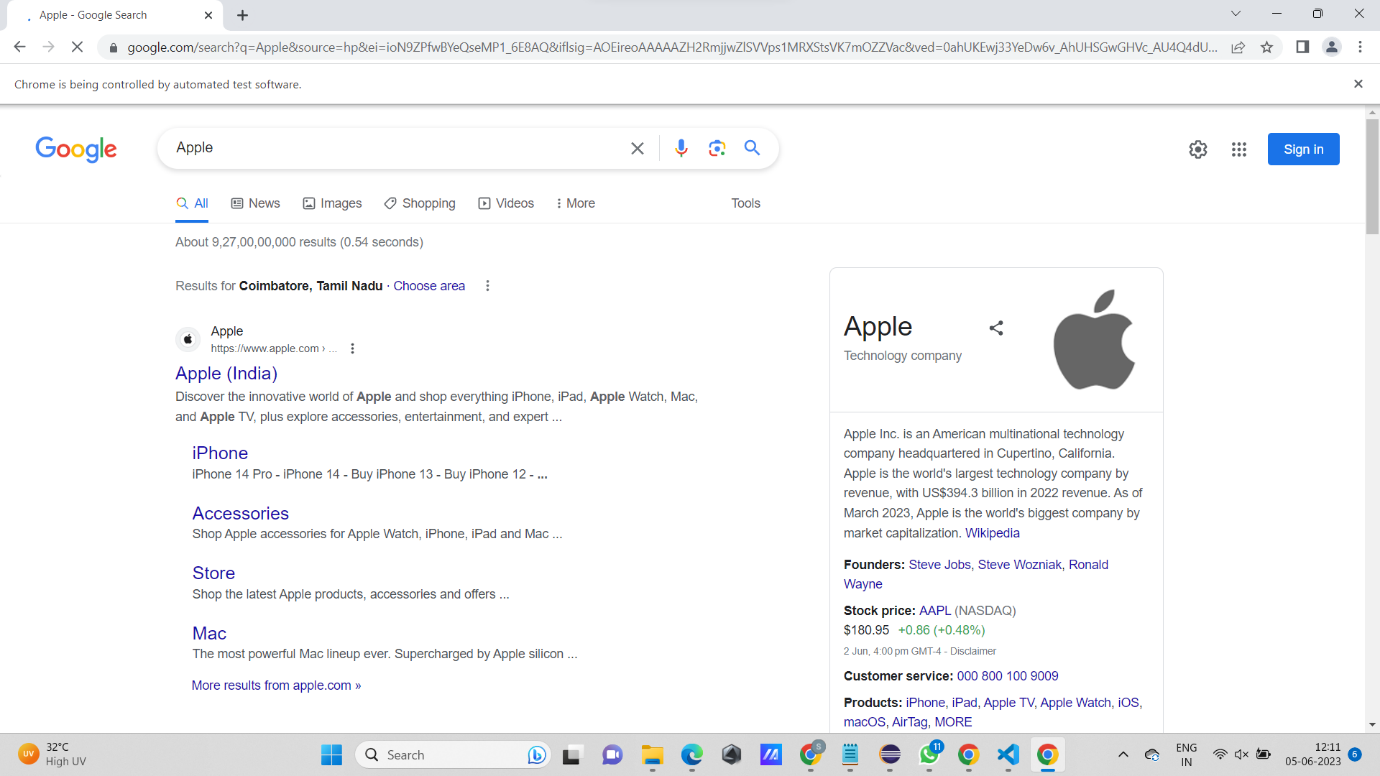 Apple - Google Search
google.com/search?q=Apple&source=hp&ei=ioN9ZPfwBYeQseMP1_6E8AQ&iflsig=AOEireoAAAAAZH2RmjjwZlSVVps1MRXStsVK7mOZZVac&ved=0ahUKEwj33YeDw6v_AhUHSGwGHVc_AU4Q4dU...
Chrome is being controlled by automated test software.
Google
Apple
Sign in
All
News
Images
Shopping
Videos
More
Tools
About 9,27,00,00,000 results (0.54 seconds)
Results for Coimbatore, Tamil Nadu · Choose area
Apple
https://www.apple.com › ...
Apple (India)
Discover the innovative world of Apple and shop everything iPhone, iPad, Apple Watch, Mac,
and Apple TV, plus explore accessories, entertainment, and expert ...
iPhone
iPhone 14 Pro - iPhone 14 - Buy iPhone 13 - Buy iPhone 12 - ...
Accessories
Shop Apple accessories for Apple Watch, iPhone, iPad and Mac ...
Store
Shop the latest Apple products, accessories and offers ...
Mac
The most powerful Mac lineup ever. Supercharged by Apple silicon ...
More results from apple.com »
Apple
Technology company
Apple Inc. is an American multinational technology
company headquartered in Cupertino, California.
Apple is the world's largest technology company by
revenue, with US$394.3 billion in 2022 revenue. As of
March 2023, Apple is the world's biggest company by
market capitalization. Wikipedia
Founders: Steve Jobs, Steve Wozniak, Ronald
Wayne
Stock price: AAPL (NASDAQ)
$180.95 +0.86 (+0.48%)
2 Jun, 4:00 pm GMT-4 - Disclaimer
Customer service: 000 800 100 9009
Products: iPhone, iPad, Apple TV, Apple Watch, iOS,
macOS, AirTag, MORE
UV
32°C
High UV
Search
S
11
ENG
IN
12:11
05-06-2023
6